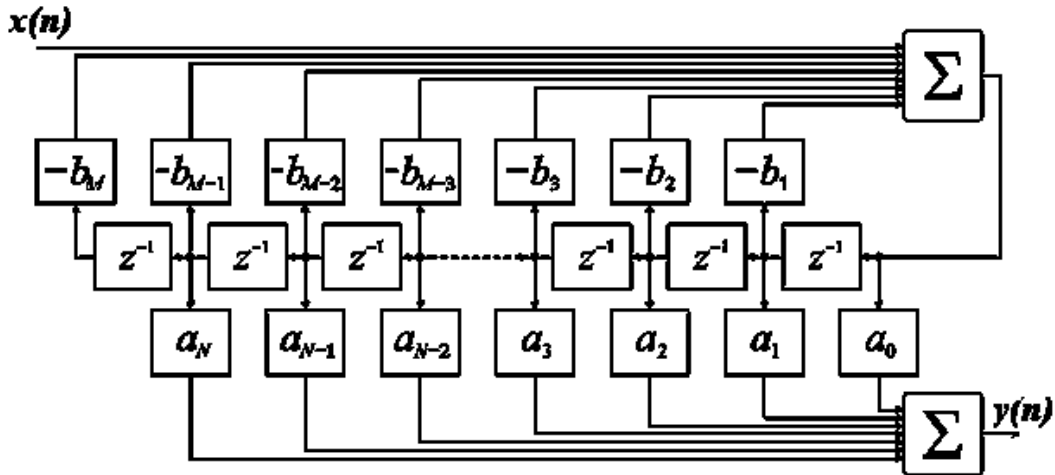 x(n)
Σ
−b_M -b_{M−1} -b_{M−2} -b_{M−3} −b_3 −b_2 −b_1
z^{−1} z^{−1} z^{−1} z^{−1} z^{−1} z^{−1}
a_N a_{N−1} a_{N−2} a_3 a_2 a_1 a_0
Σ
y(n)